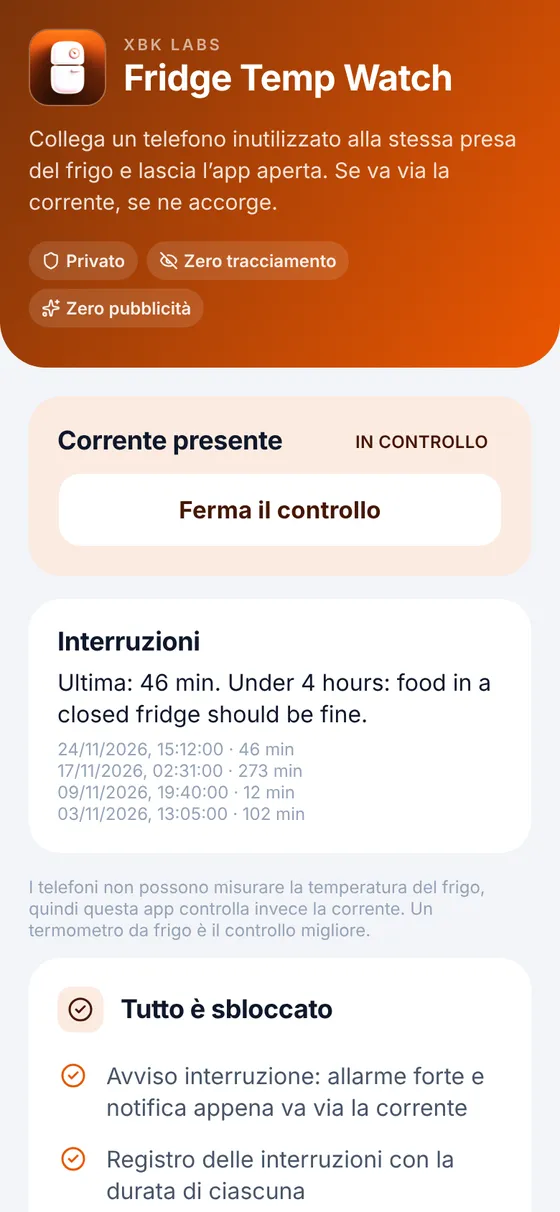 XBK LABS
Fridge Temp Watch
Collega un telefono inutilizzato alla stessa presa
del frigo e lascia l’app aperta. Se va via la
corrente, se ne accorge.
Privato
Zero tracciamento
Zero pubblicità
Corrente presente
IN CONTROLLO
Ferma il controllo
Interruzioni
Ultima: 46 min. Under 4 hours: food in a
closed fridge should be fine.
24/11/2026, 15:12:00 · 46 min
17/11/2026, 02:31:00 · 273 min
09/11/2026, 19:40:00 · 12 min
03/11/2026, 13:05:00 · 102 min
I telefoni non possono misurare la temperatura del frigo,
quindi questa app controlla invece la corrente. Un
termometro da frigo è il controllo migliore.
Tutto è sbloccato
Avviso interruzione: allarme forte e
notifica appena va via la corrente
Registro delle interruzioni con la
durata di ciascuna